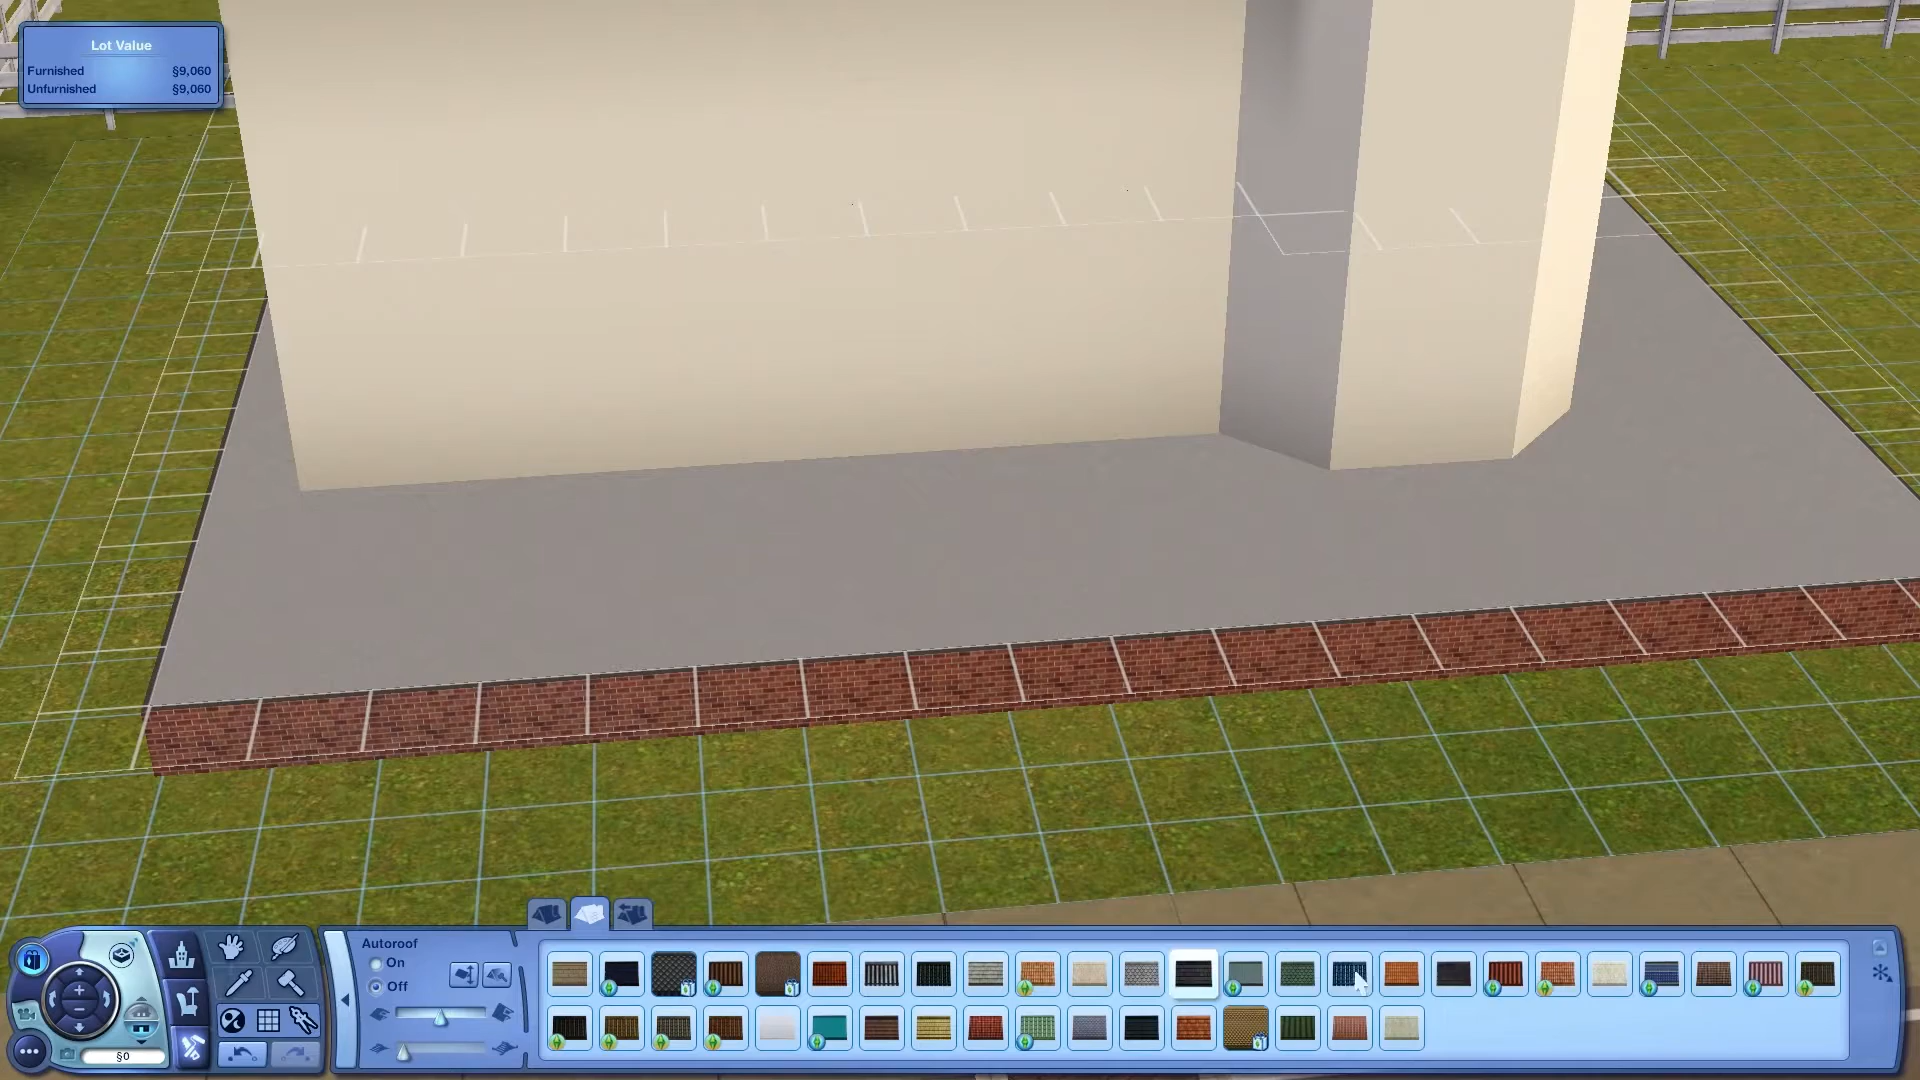 Lot Value
Furnished §9,060
Unfurnished §9,060
Autoroof
On
Off
§0